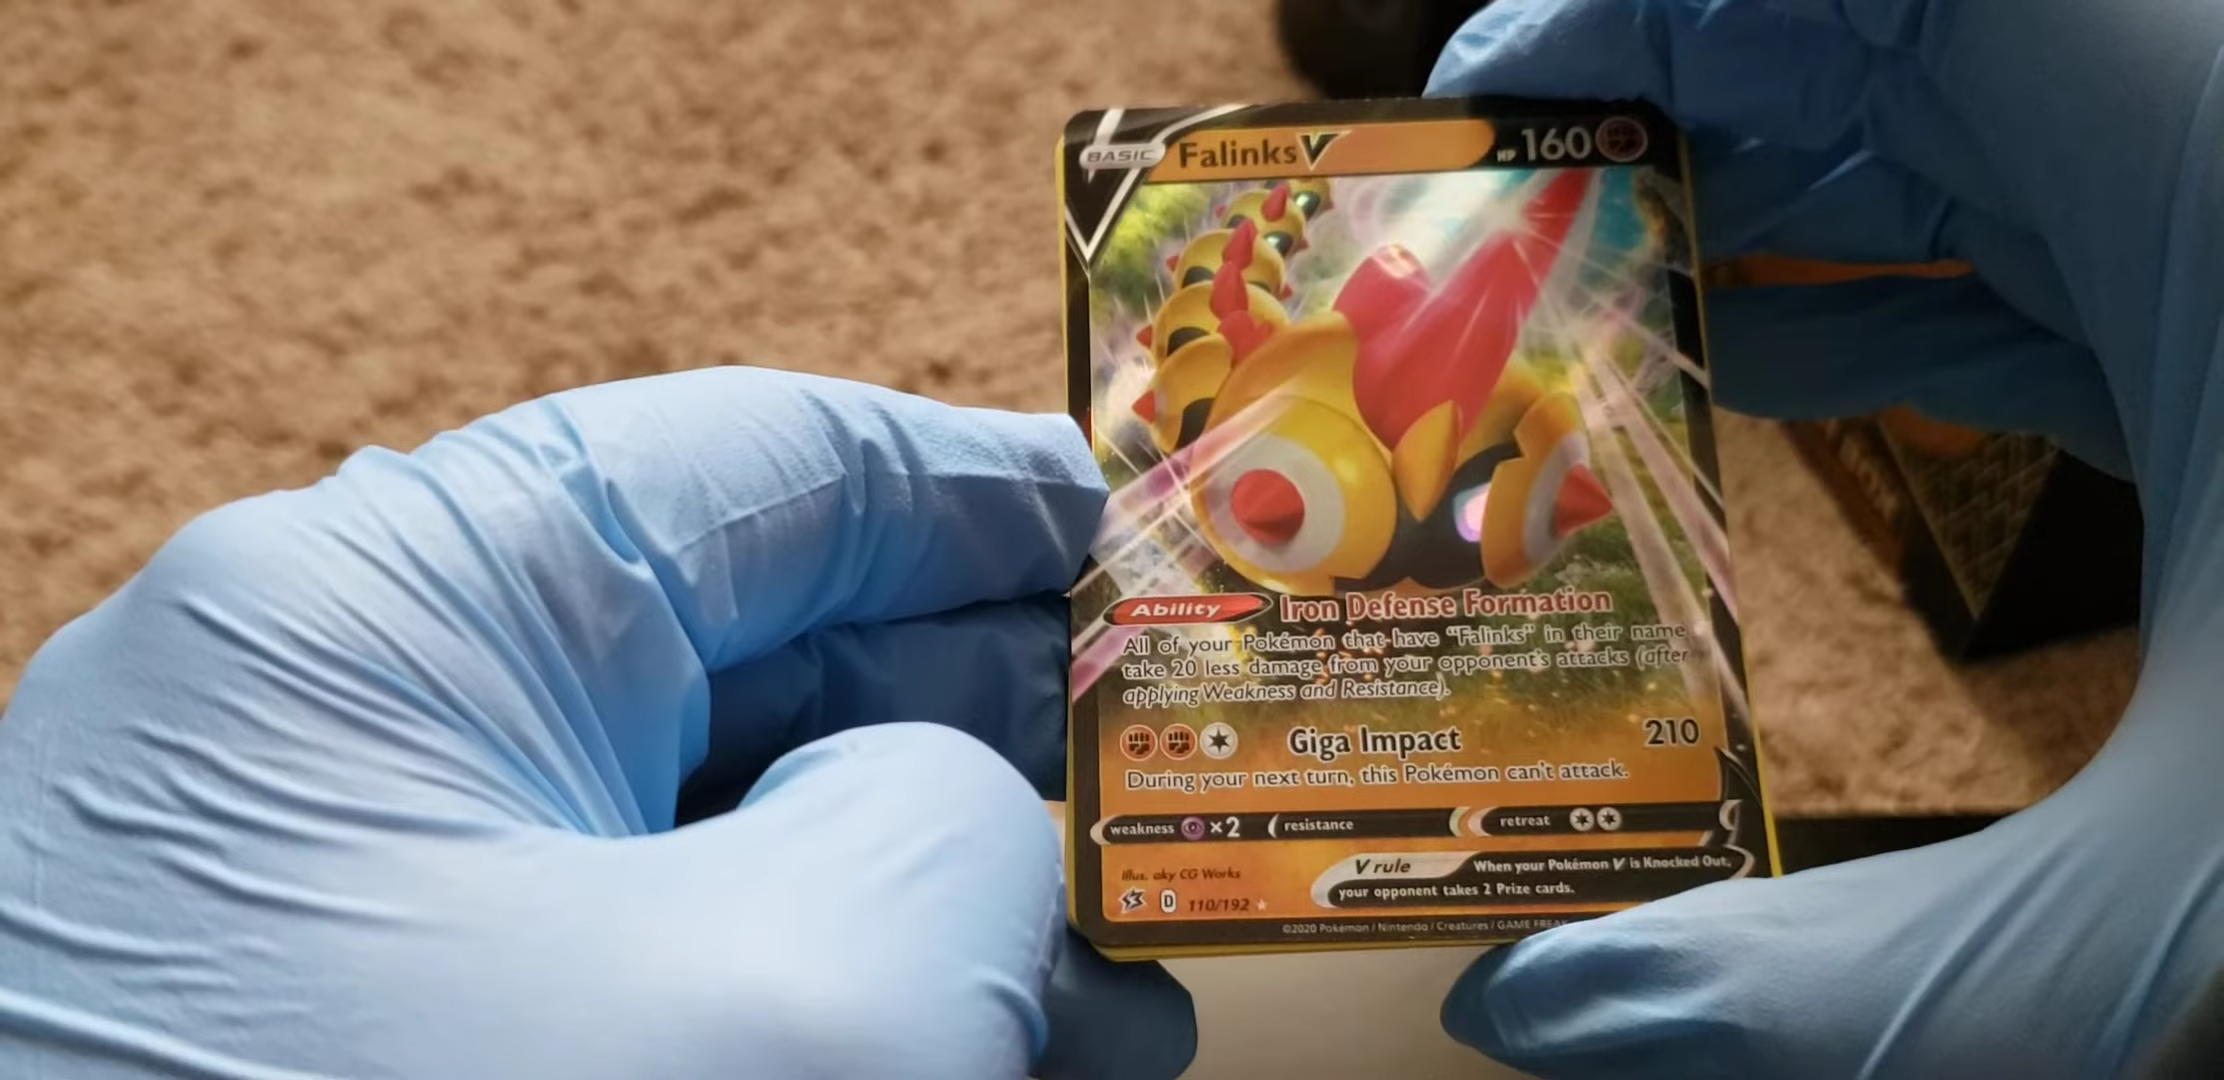 BASIC Falinks V HP 160
Ability Iron Defense Formation
All of your Pokémon that have “Falinks” in their name
take 20 less damage from your opponent's attacks (after
applying Weakness and Resistance).
Giga Impact 210
During your next turn, this Pokémon can't attack.
weakness ×2 resistance retreat
Illus. aky CG Works
V rule When your Pokémon V is Knocked Out,
your opponent takes 2 Prize cards.
D 110/192
©2020 Pokémon / Nintendo / Creatures / GAME FREAK